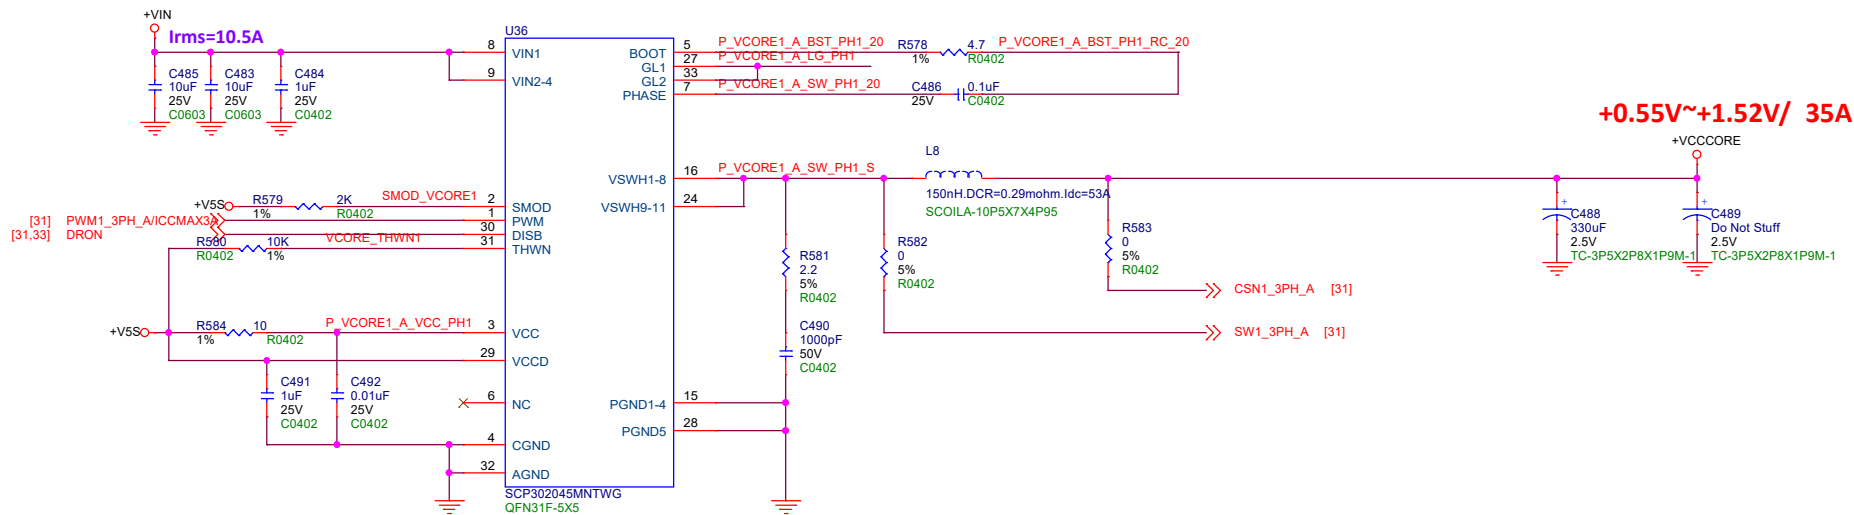 +VIN
Irms=10.5A
C485
10uF
25V
C0603
C483
10uF
25V
C0603
C484
1uF
25V
C0402
U36
8
VIN1
9
VIN2-4
BOOT
5
GL1
27
GL2
33
PHASE
7
P_VCORE1_A_BST_PH1_20
P_VCORE1_A_LG_PH1
P_VCORE1_A_SW_PH1_20
R578
4.7
1%
R0402
P_VCORE1_A_BST_PH1_RC_20
C486
0.1uF
25V
C0402
+0.55V~+1.52V/ 35A
+VCCCORE
VSWH1-8
16
P_VCORE1_A_SW_PH1_S
VSWH9-11
24
L8
150nH.DCR=0.29mohm.Idc=53A
SCOILA-10P5X7X4P95
+V5S
R579
2K
1%
R0402
SMOD_VCORE1
2
SMOD
[31] PWM1_3PH_A/ICCMAX3A
1
PWM
[31,33] DRON
30
DISB
R580
10K
R0402
1%
VCORE_THWN1
31
THWN
R581
2.2
5%
R0402
R582
0
5%
R0402
R583
0
5%
R0402
C488
330uF
2.5V
TC-3P5X2P8X1P9M-1
C489
Do Not Stuff
2.5V
TC-3P5X2P8X1P9M-1
CSN1_3PH_A [31]
SW1_3PH_A [31]
+V5S
R584
10
1%
R0402
P_VCORE1_A_VCC_PH1
3
VCC
29
VCCD
C490
1000pF
50V
C0402
C491
1uF
25V
C0402
C492
0.01uF
25V
C0402
6
NC
4
CGND
32
AGND
PGND1-4
15
PGND5
28
SCP302045MNTWG
QFN31F-5X5